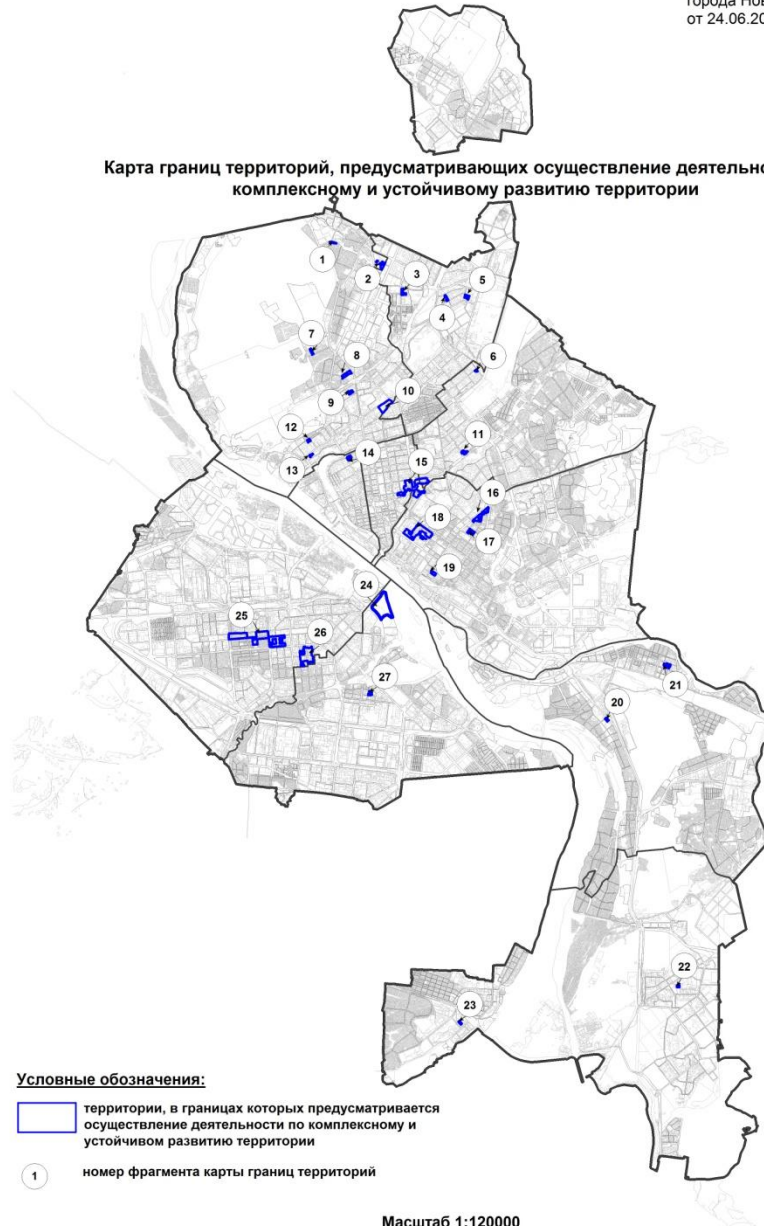 города Нов
от 24.06.20
Карта границ территорий, предусматривающих осуществление деятельно
комплексному и устойчивому развитию территории
1
2
3
4
5
6
7
8
9
10
11
12
13
14
15
16
17
18
19
24
25
26
27
20
21
22
23
Условные обозначения:
территории, в границах которых предусматривается
осуществление деятельности по комплексному и
устойчивом развитию территории
1
номер фрагмента карты границ территорий
Масштаб 1:120000